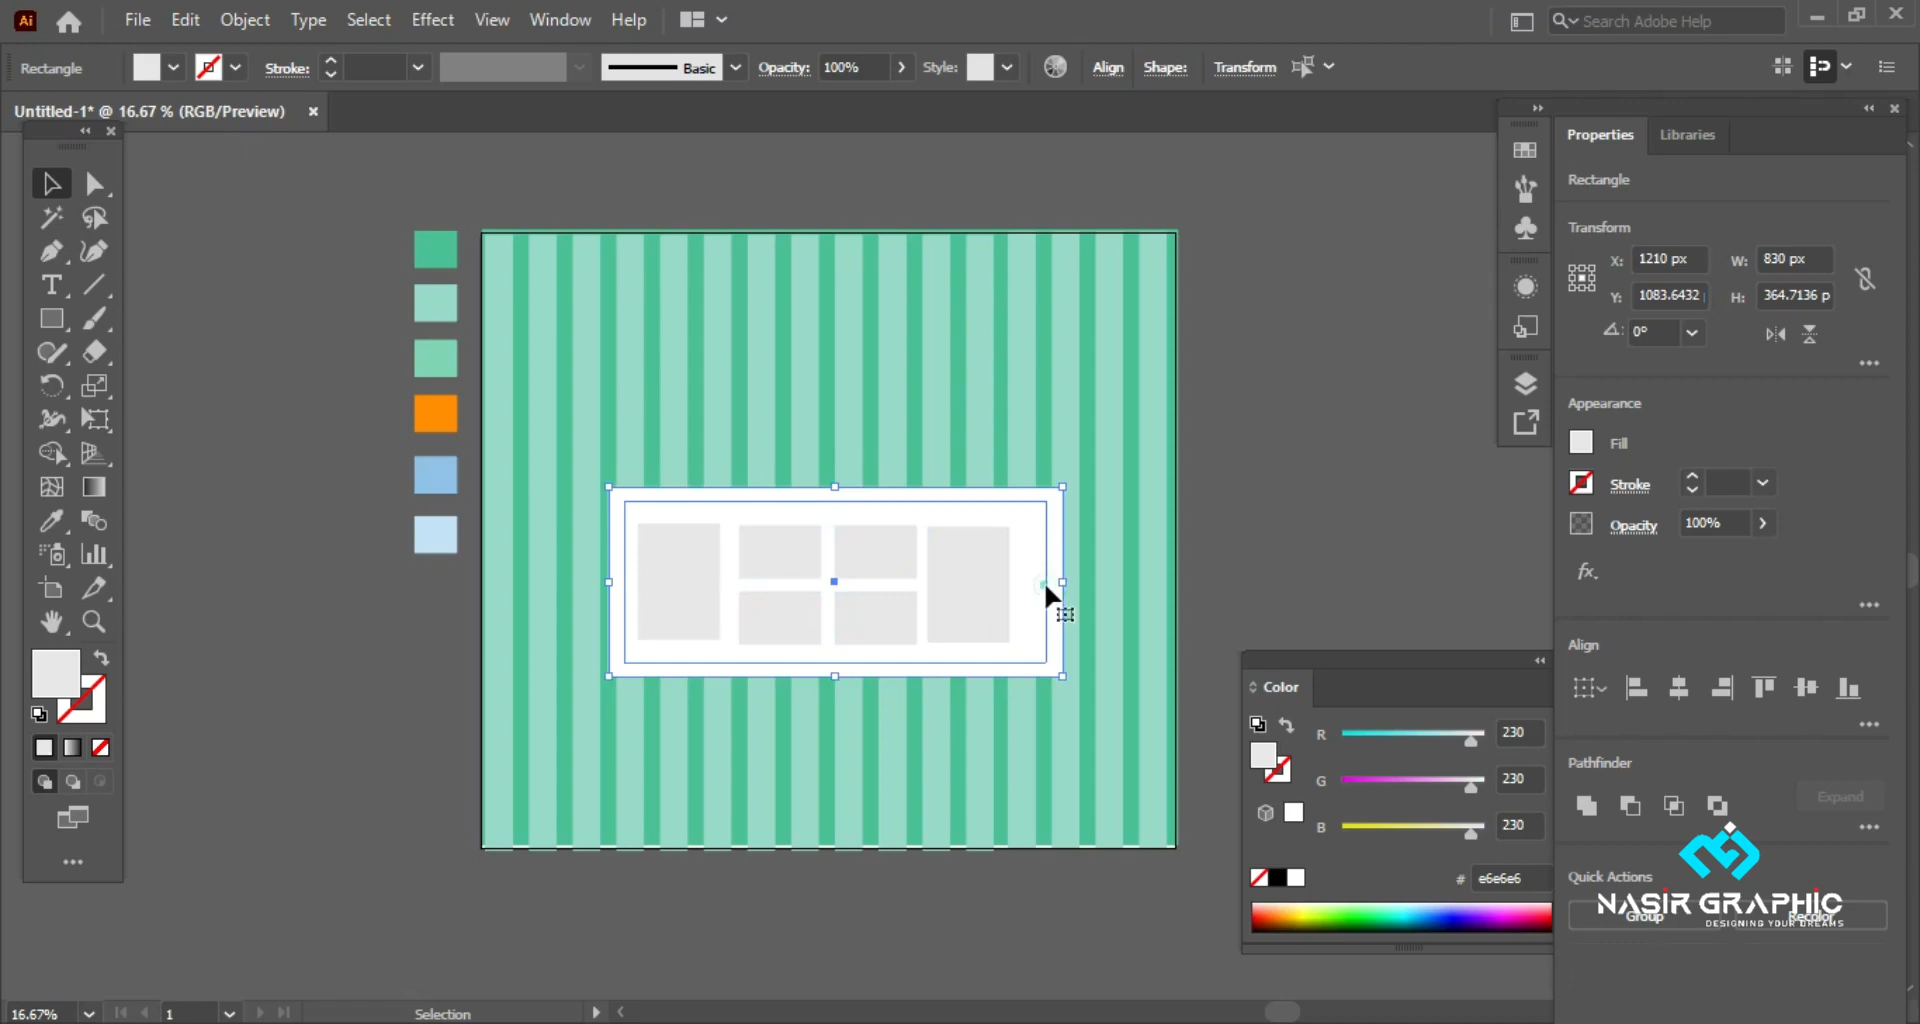 Ai
File Edit Object Type Select Effect View Window Help
Search Adobe Help
Rectangle
Stroke:
Basic
Opacity: 100%
Style:
Align
Shape:
Transform
Untitled-1* @ 16.67 % (RGB/Preview)
Properties
Libraries
Rectangle
Transform
X: 1210 px
W: 830 px
Y: 1083.6432
H: 364.7136 p
0°
Appearance
Fill
Stroke
Opacity 100%
fx.
Align
Color
R 230
G 230
B 230
# e6e6e6
Pathfinder
Expand
Quick Actions
Group
Recolor
NASIR GRAPHIC
DESIGNING YOUR DREAMS
16.67%
1
Selection